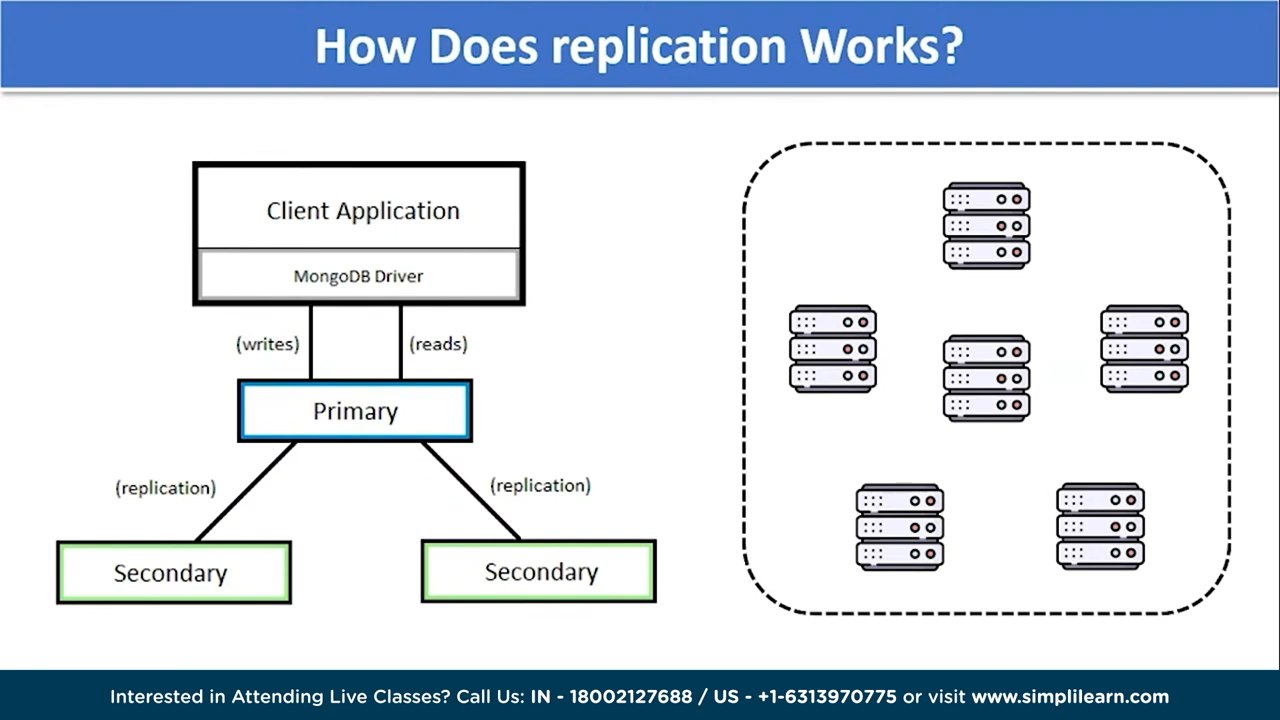 How Does replication Works?
Client Application
MongoDB Driver
(writes)
(reads)
Primary
(replication)
(replication)
Secondary
Secondary
Interested in Attending Live Classes? Call Us: IN - 18002127688 / US - +1-6313970775 or visit www.simplilearn.com